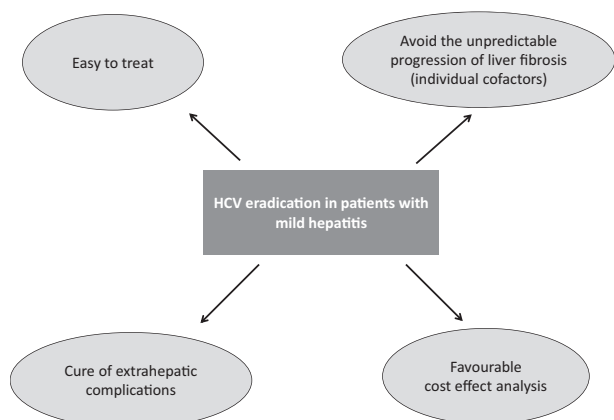 Easy to treat
Avoid the unpredictable
progression of liver fibrosis
(individual cofactors)
HCV eradication in patients with
mild hepatitis
Cure of extrahepatic
complications
Favourable
cost effect analysis